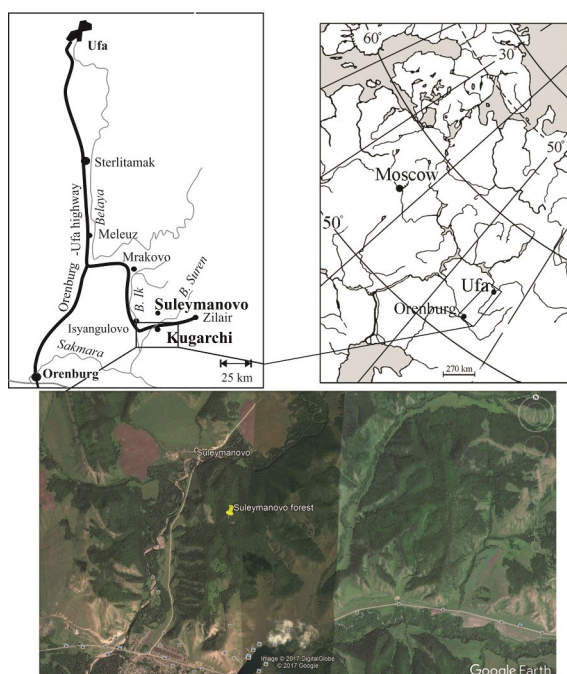 Ufa
Sterlitamak
Orenburg -Ufa highway
Belaya
Meleuz
Mrakovo
B. Ik
B. Suren
Suleymanovo
Zilair
Isyangulovo
Kugarchi
Sakmara
Orenburg
25 km
60°
30°
50°
Moscow
50°
Ufa
Orenburg
270 km
Suleymanovo
Suleymanovo forest
N
Image © 2017 DigitalGlobe
© 2017 Google
Google Earth